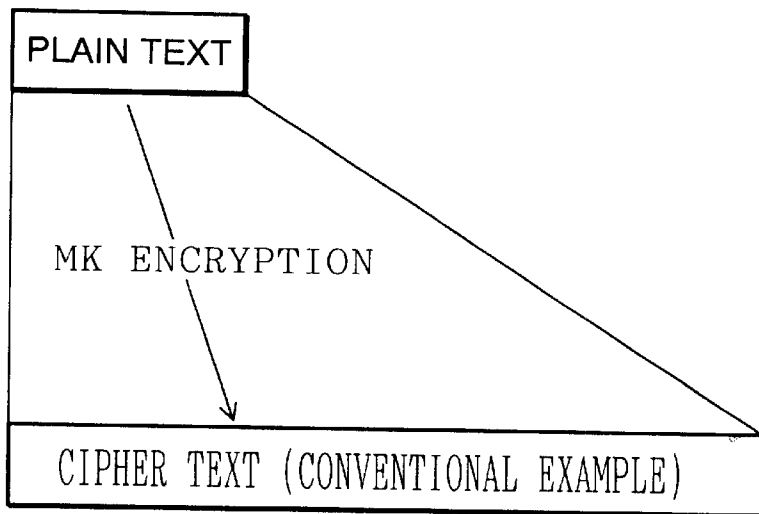 PLAIN TEXT
MK ENCRYPTION
CIPHER TEXT (CONVENTIONAL EXAMPLE)